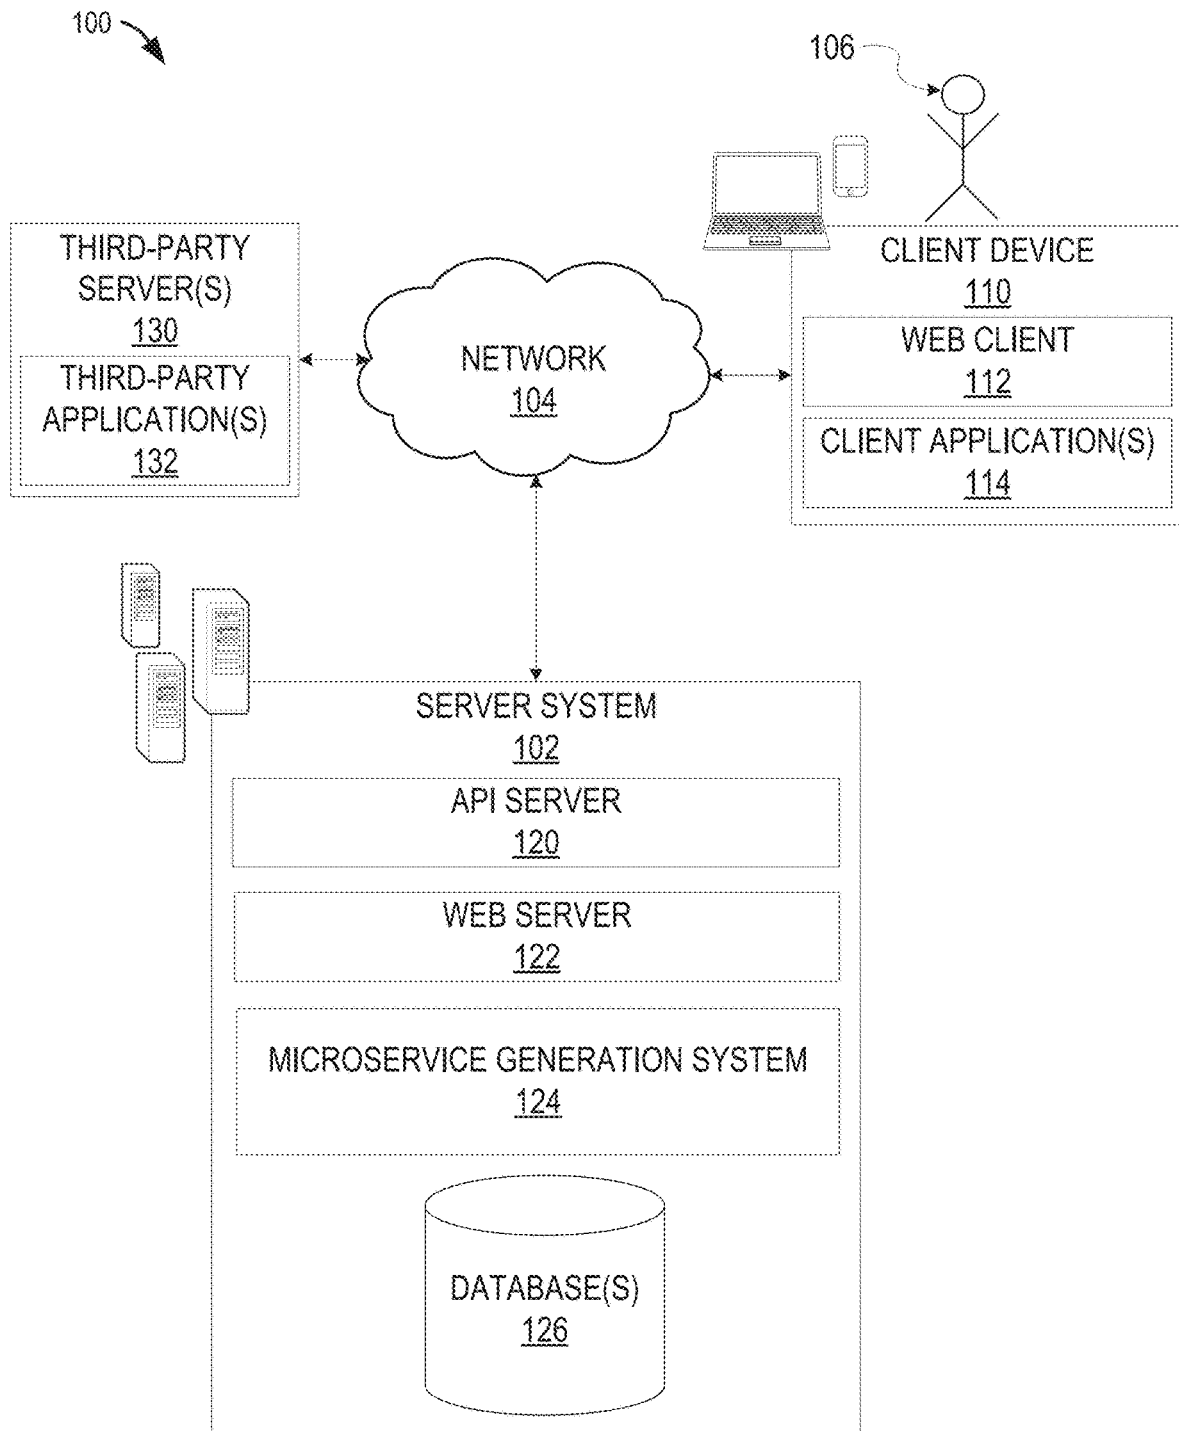 100
106
THIRD-PARTY
SERVER(S)
130
THIRD-PARTY
APPLICATION(S)
132
NETWORK
104
CLIENT DEVICE
110
WEB CLIENT
112
CLIENT APPLICATION(S)
114
SERVER SYSTEM
102
API SERVER
120
WEB SERVER
122
MICROSERVICE GENERATION SYSTEM
124
DATABASE(S)
126